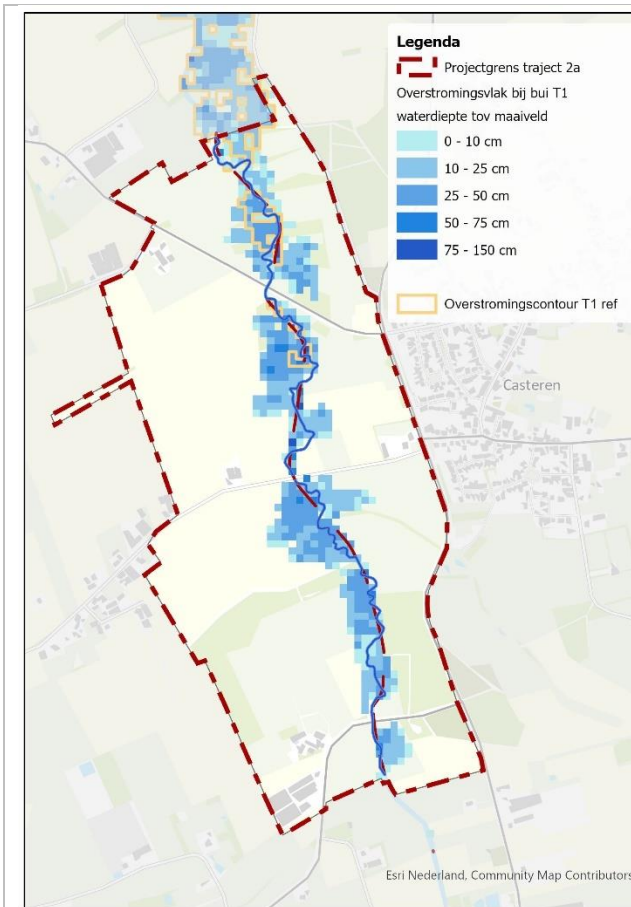 Legenda
Projectgrens traject 2a
Overstromingsvlak bij bui T1
waterdiepte tov maaiveld
0 - 10 cm
10 - 25 cm
25 - 50 cm
50 - 75 cm
75 - 150 cm
Overstromingscontour T1 ref
Casteren
Esri Nederland, Community Map Contributors